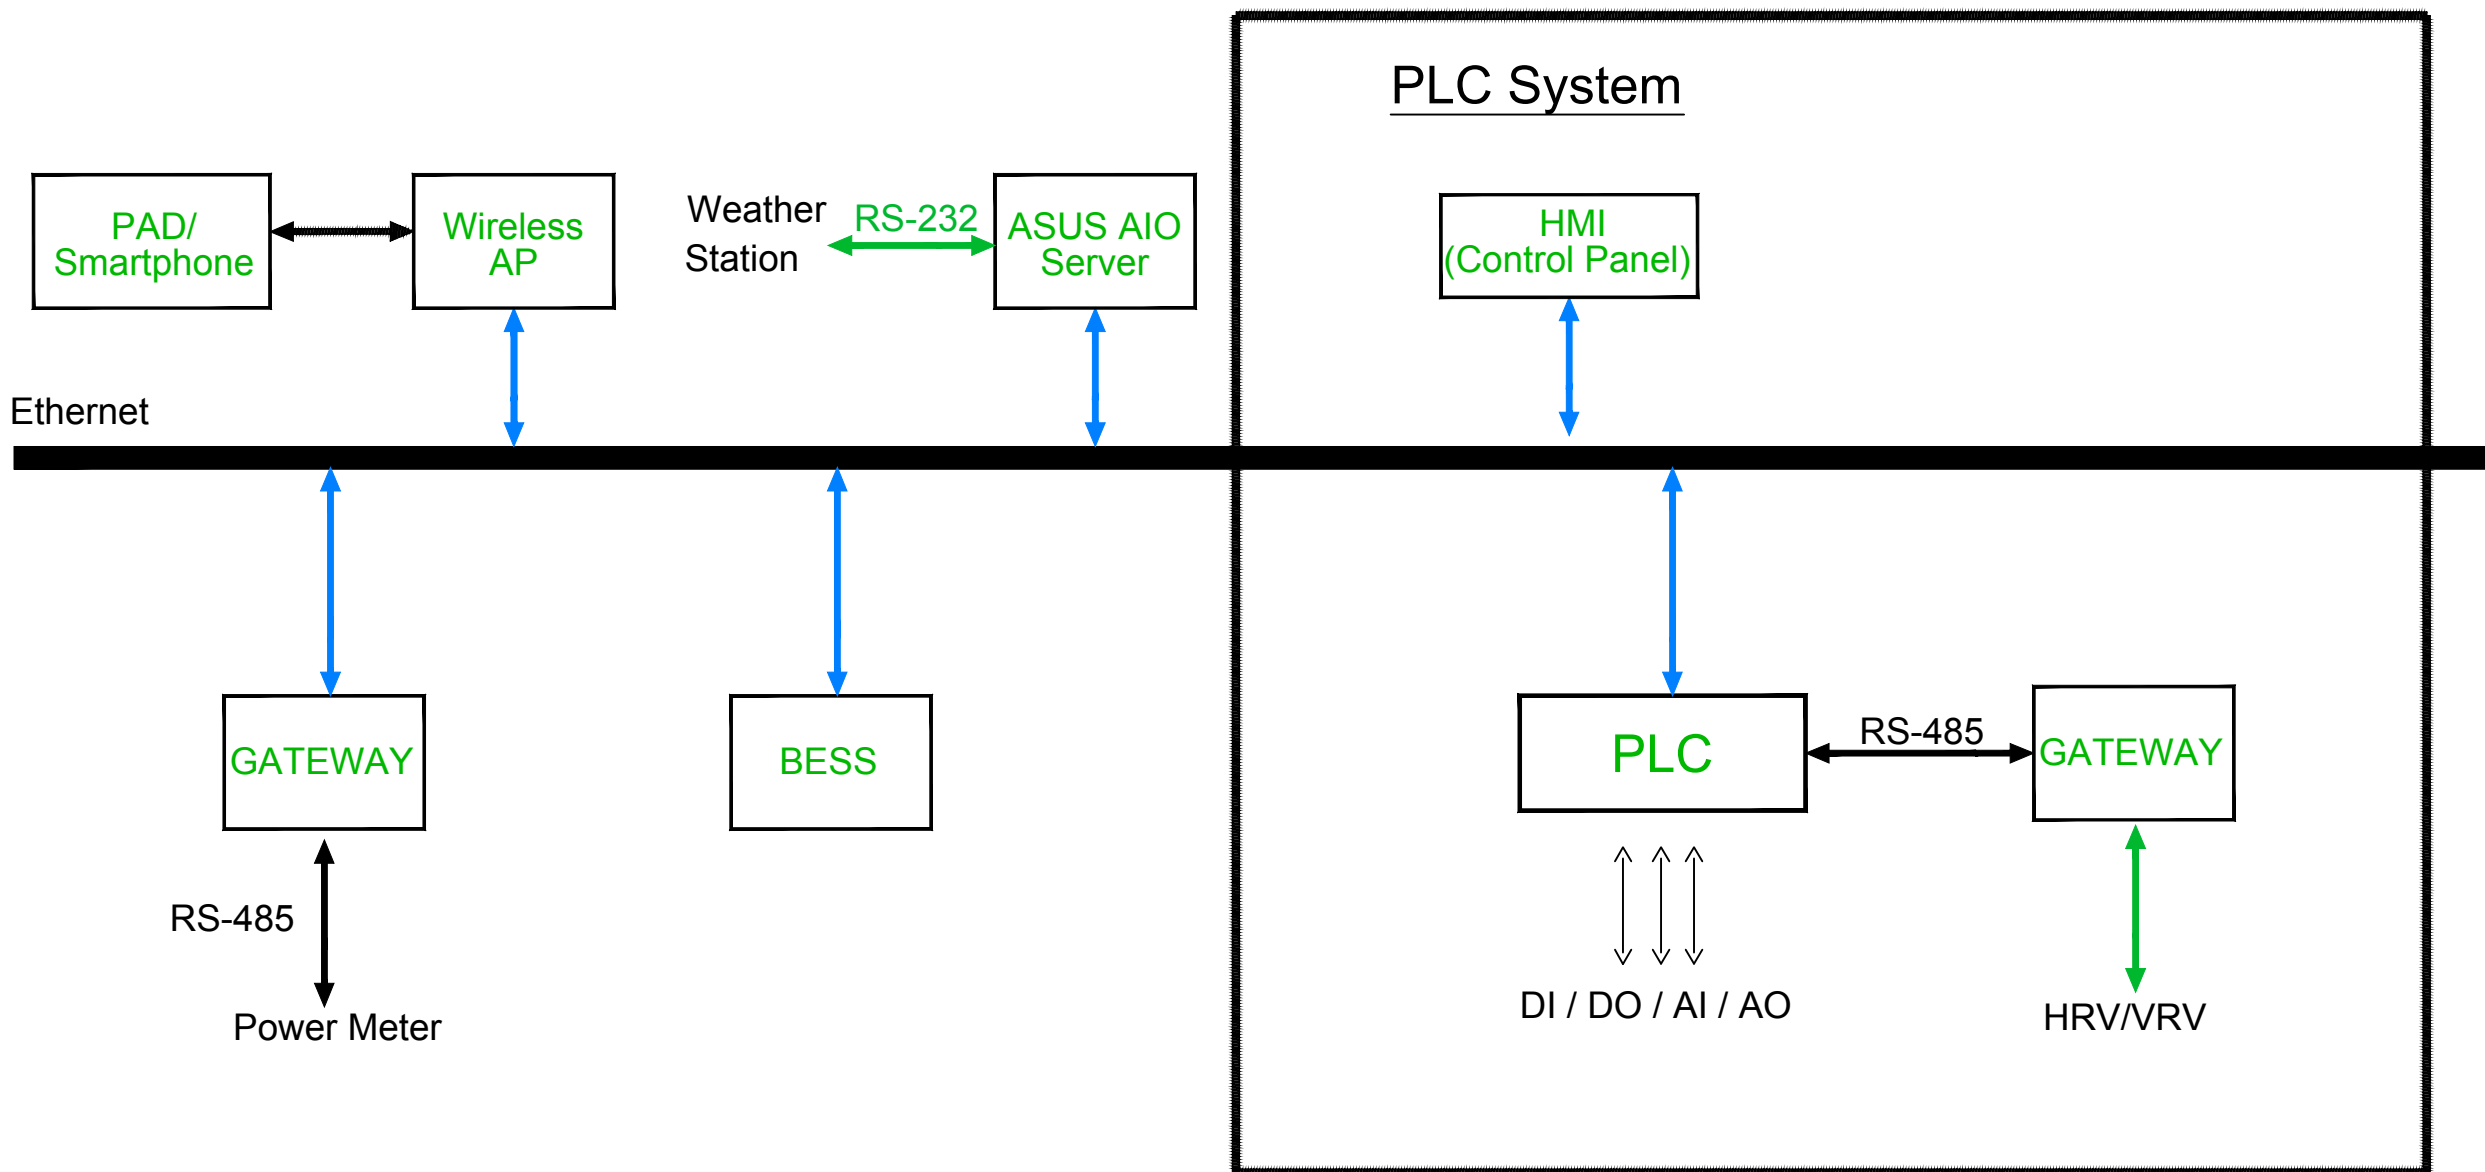 PLC System
PAD/
Smartphone
Wireless
AP
Weather
Station
RS-232
ASUS AIO
Server
HMI
(Control Panel)
Ethernet
GATEWAY
BESS
PLC
RS-485
GATEWAY
RS-485
Power Meter
DI / DO / AI / AO
HRV/VRV